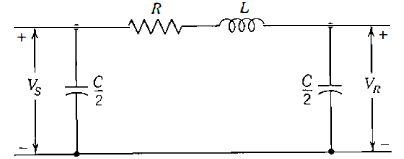 R L
+ +
V_S C/2 C/2 V_R
− −